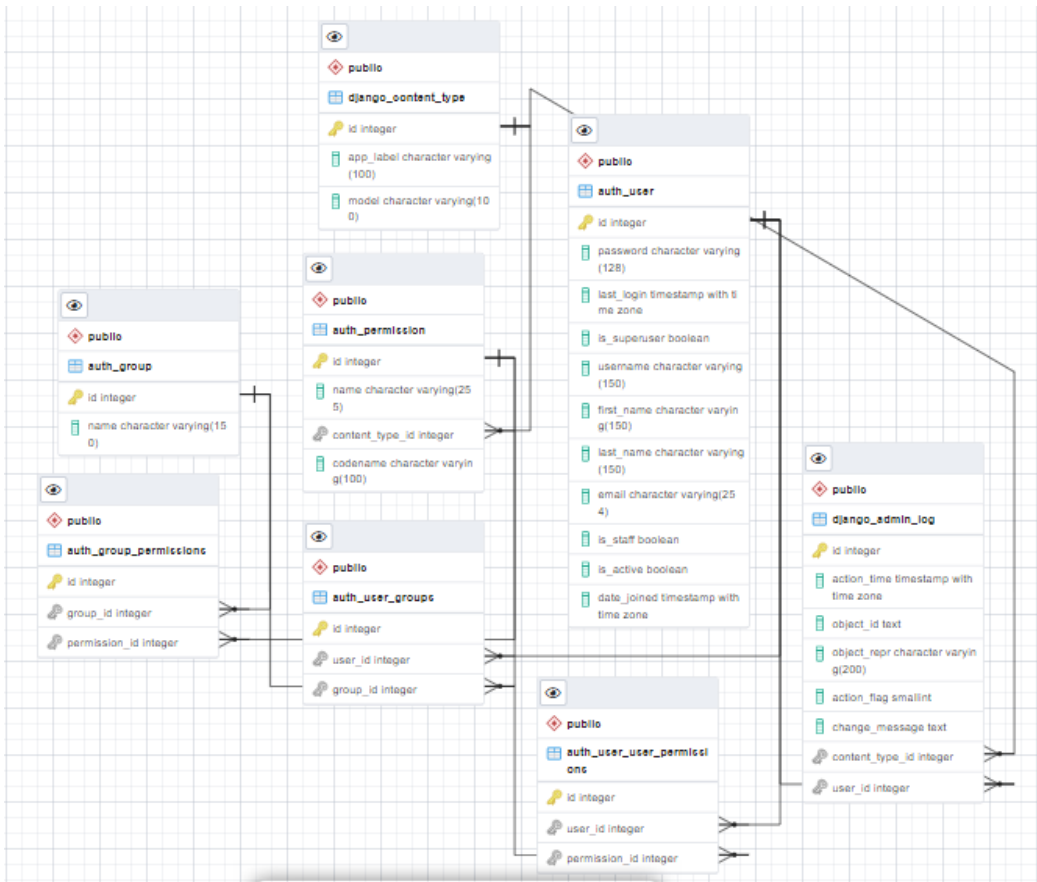 public
django_content_type
id integer
app_label character varying
(100)
model character varying(10
0)
public
auth_user
id integer
password character varying
(128)
last_login timestamp with ti
me zone
is_superuser boolean
username character varying
(150)
first_name character varyin
g(150)
last_name character varying
(150)
email character varying(25
4)
is_staff boolean
is_active boolean
date_joined timestamp with
time zone
public
auth_permission
id integer
name character varying(25
5)
content_type_id integer
codename character varyin
g(100)
public
auth_group
id integer
name character varying(15
0)
public
auth_group_permissions
id integer
group_id integer
permission_id integer
public
auth_user_groups
id integer
user_id integer
group_id integer
public
django_admin_log
id integer
action_time timestamp with
time zone
object_id text
object_repr character varyin
g(200)
action_flag smallint
change_message text
content_type_id integer
user_id integer
public
auth_user_user_permissi
ons
id integer
user_id integer
permission_id integer